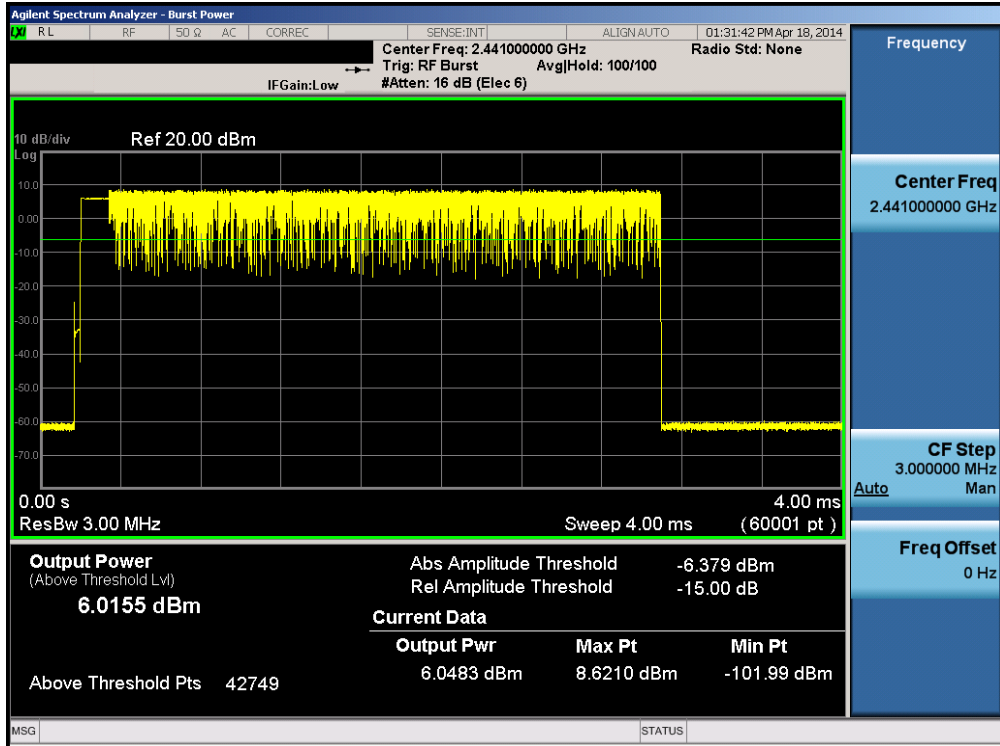 Agilent Spectrum Analyzer - Burst Power
LXI RL RF 50 Ω AC CORREC SENSE:INT ALIGN AUTO 01:31:42 PM Apr 18, 2014
Center Freq: 2.441000000 GHz Radio Std: None
Trig: RF Burst Avg|Hold: 100/100
IFGain:Low #Atten: 16 dB (Elec 6)
10 dB/div Ref 20.00 dBm
Log
10.0
0.00
-10.0
-20.0
-30.0
-40.0
-50.0
-60.0
-70.0
0.00 s 4.00 ms
ResBw 3.00 MHz Sweep 4.00 ms (60001 pt)
Output Power
(Above Threshold Lvl)
6.0155 dBm
Above Threshold Pts 42749
Abs Amplitude Threshold -6.379 dBm
Rel Amplitude Threshold -15.00 dB
Current Data
Output Pwr Max Pt Min Pt
6.0483 dBm 8.6210 dBm -101.99 dBm
MSG STATUS
Frequency
Center Freq
2.441000000 GHz
CF Step
3.000000 MHz
Auto Man
Freq Offset
0 Hz